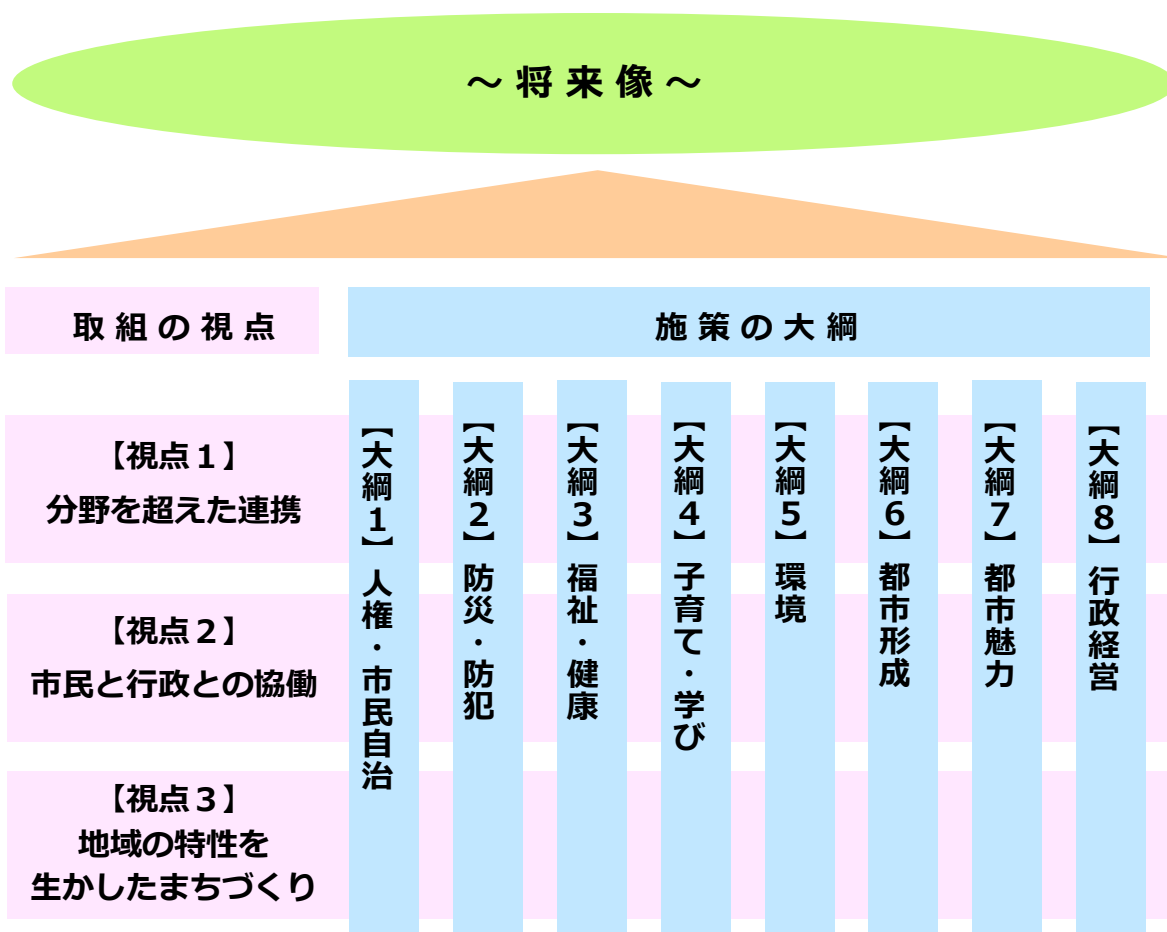 ～将来像～
取組の視点
施策の大綱
【視点１】
分野を超えた連携
【視点２】
市民と行政との協働
【視点３】
地域の特性を
生かしたまちづくり
【大綱１】人権・市民自治
【大綱２】防災・防犯
【大綱３】福祉・健康
【大綱４】子育て・学び
【大綱５】環境
【大綱６】都市形成
【大綱７】都市魅力
【大綱８】行政経営